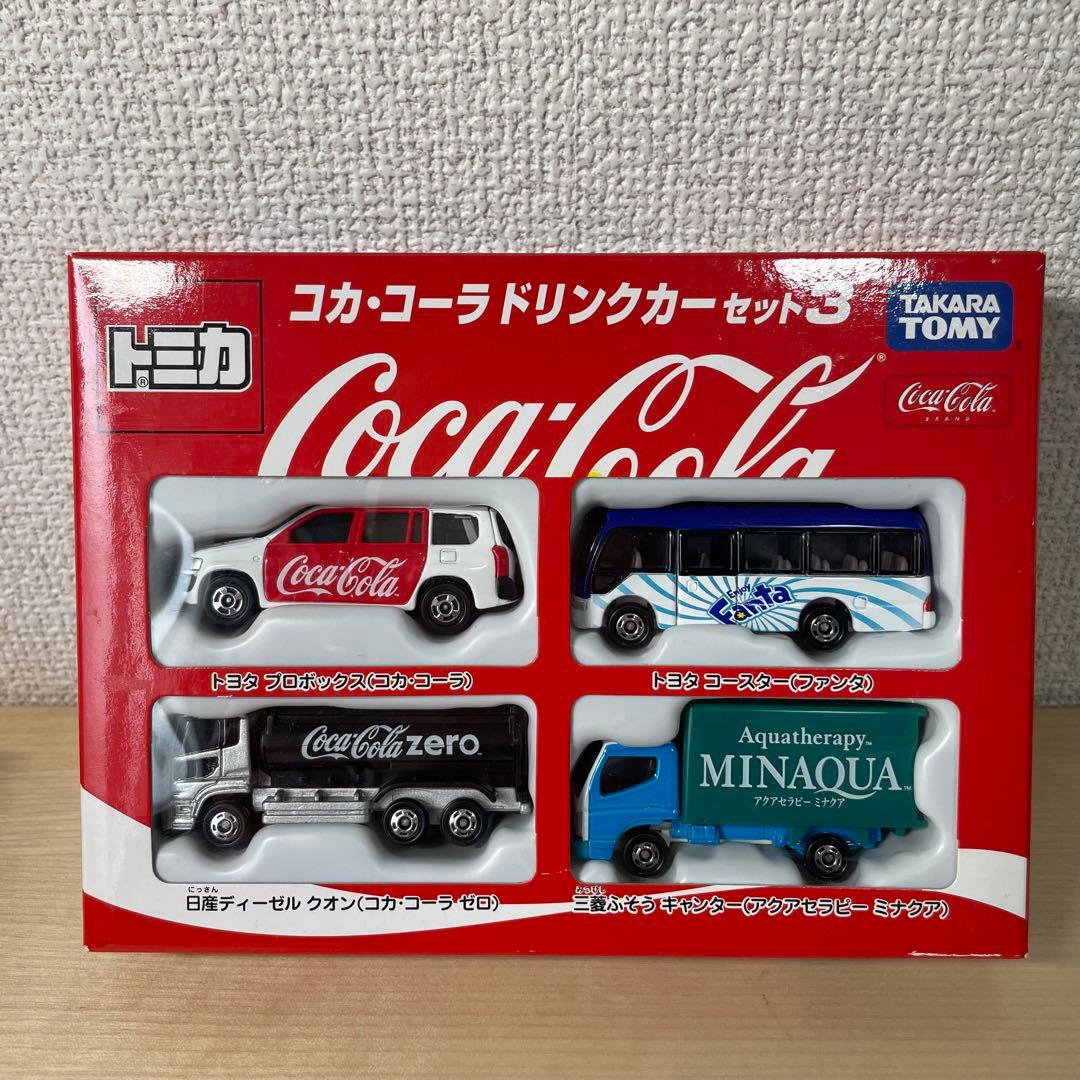 コカ・コーラ ドリンクカー セット3
TAKARA
TOMY
トミカ®
Coca-Cola®
Coca-Cola®
BRAND
Coca-Cola
Enjoy
Fanta
トヨタ プロボックス(コカ・コーラ)
トヨタ コースター(ファンタ)
Coca-Cola zero™
Aquatherapy™
MINAQUA™
アクアセラピー ミナクア
にっさん
日産ディーゼル クオン(コカ・コーラ ゼロ)
みつびし
三菱ふそう キャンター(アクアセラピー ミナクア)